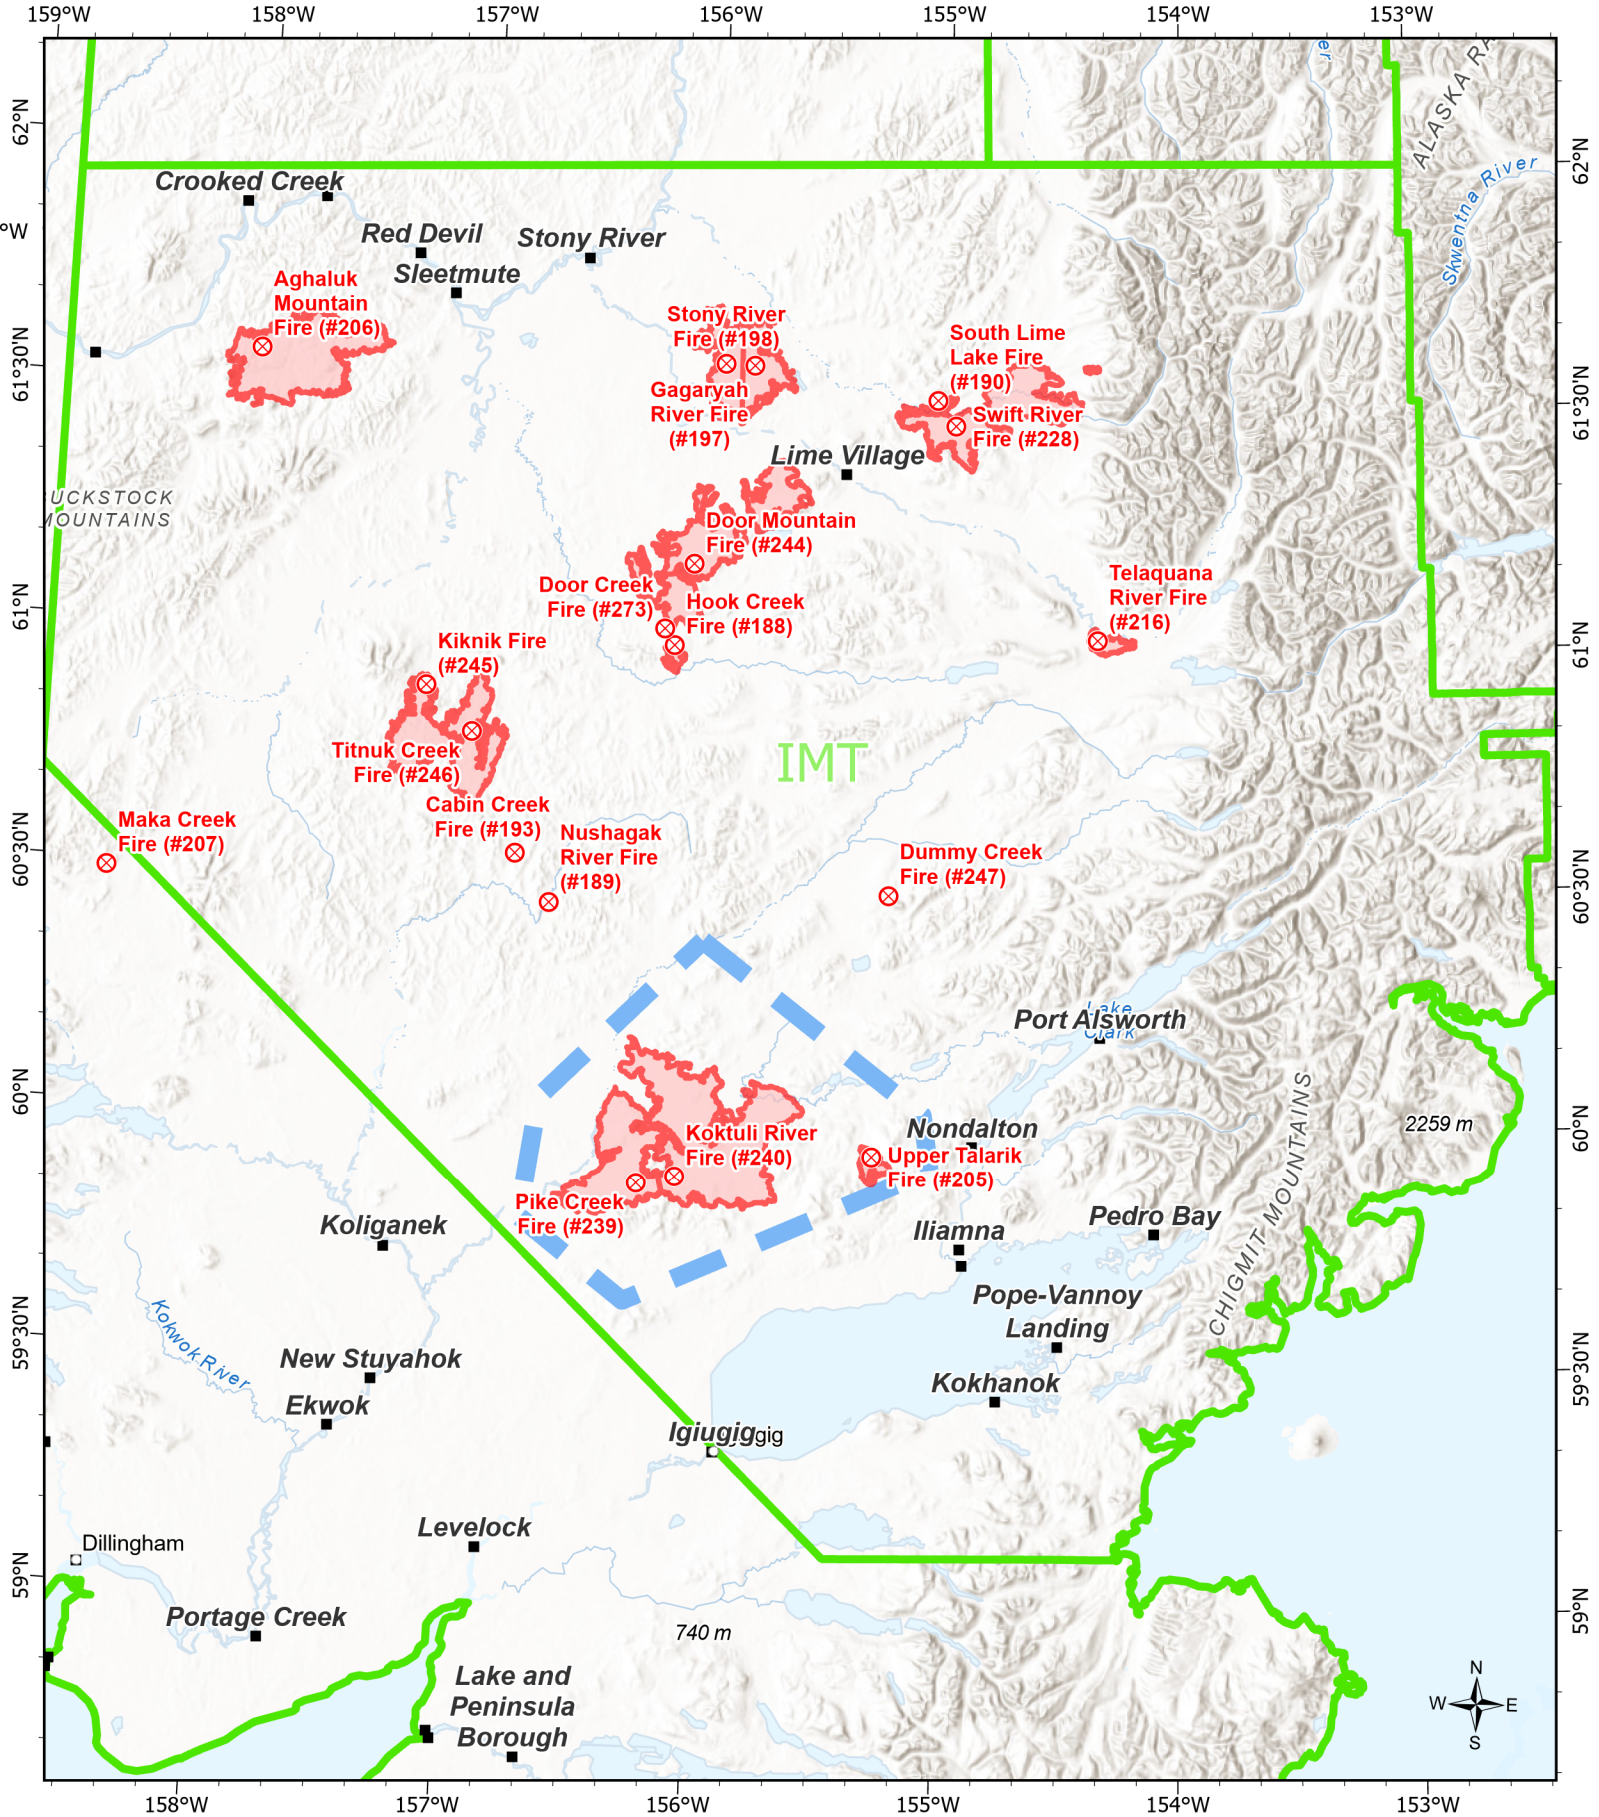 159°W
158°W
157°W
156°W
155°W
154°W
153°W
62°N
61°30'N
61°N
60°30'N
60°N
59°30'N
59°N
°W
er
ALASKA RA
Skwentna River
62°N
61°30'N
61°N
60°30'N
60°N
59°30'N
59°N
Crooked Creek
Red Devil
Stony River
Sleetmute
Aghaluk
Mountain
Fire (#206)
Stony River
Fire (#198)
Gagaryah
River Fire
(#197)
South Lime
Lake Fire
(#190)
Swift River
Fire (#228)
Lime Village
UCKSTOCK
MOUNTAINS
Door Mountain
Fire (#244)
Door Creek
Fire (#273)
Hook Creek
Fire (#188)
Telaquana
River Fire
(#216)
Kiknik Fire
(#245)
Titnuk Creek
Fire (#246)
IMT
Cabin Creek
Fire (#193)
Maka Creek
Fire (#207)
Nushagak
River Fire
(#189)
Dummy Creek
Fire (#247)
Lake
Clark
Port Alsworth
CHIGMIT MOUNTAINS
2259 m
Nondalton
Koktuli River
Fire (#240)
Upper Talarik
Fire (#205)
Pike Creek
Fire (#239)
Koliganek
Iliamna
Pedro Bay
Pope-Vannoy
Landing
Kokwok River
New Stuyahok
Ekwok
Kokhanok
Igiugig
Levelock
Dillingham
Portage Creek
740 m
Lake and
Peninsula
Borough
N
W
E
S
158°W
157°W
156°W
155°W
154°W
153°W